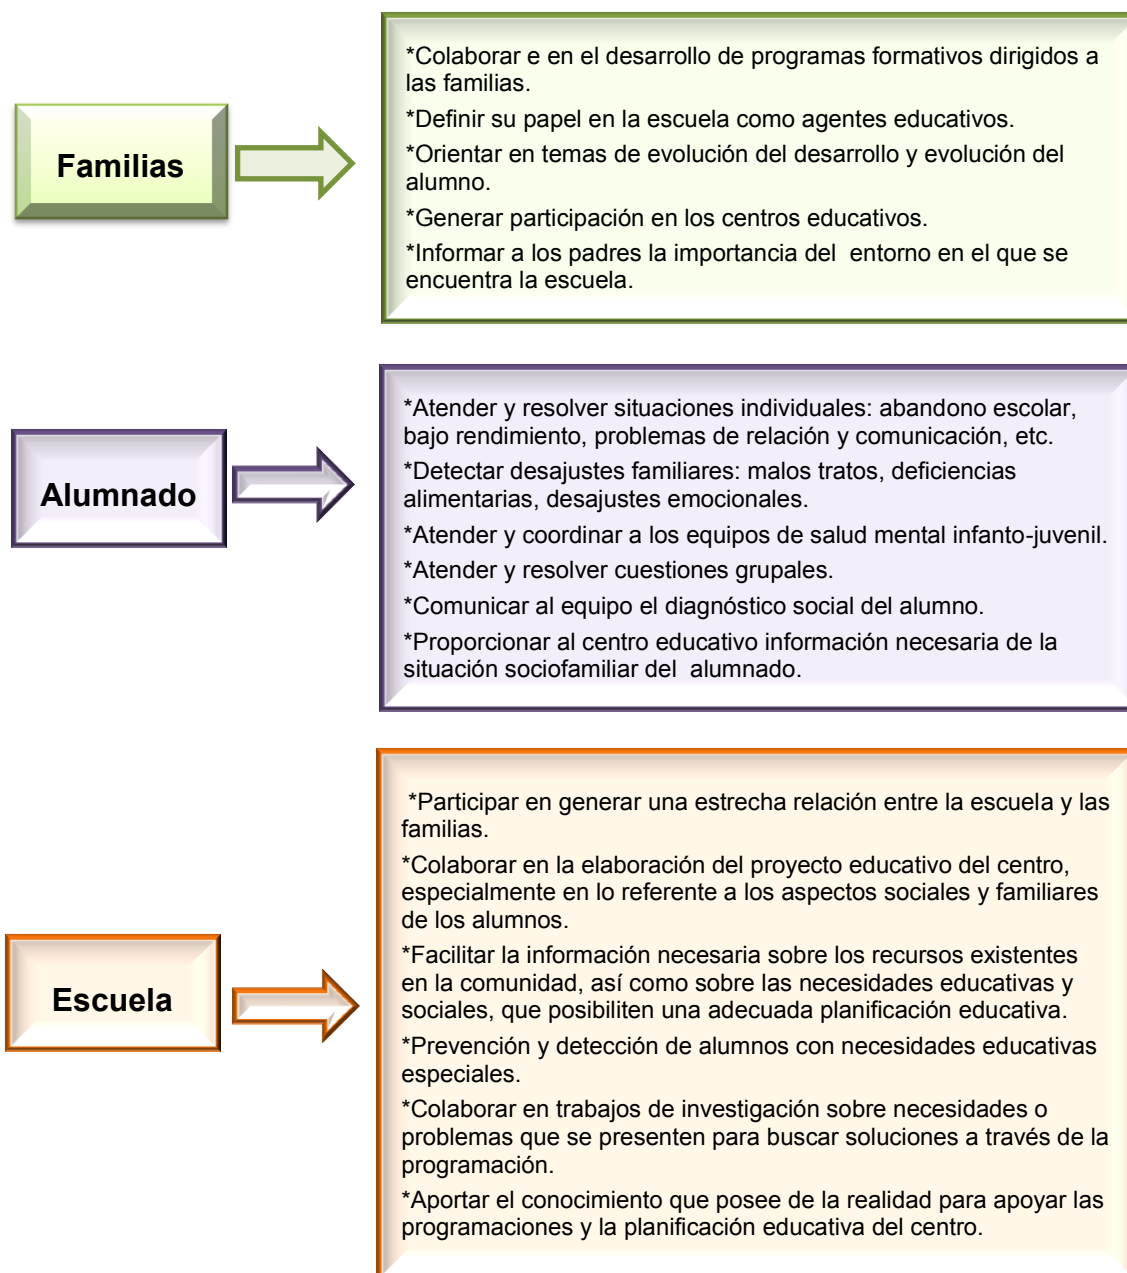 Familias
*Colaborar e en el desarrollo de programas formativos dirigidos a
las familias.
*Definir su papel en la escuela como agentes educativos.
*Orientar en temas de evolución del desarrollo y evolución del
alumno.
*Generar participación en los centros educativos.
*Informar a los padres la importancia del  entorno en el que se
encuentra la escuela.
Alumnado
*Atender y resolver situaciones individuales: abandono escolar,
bajo rendimiento, problemas de relación y comunicación, etc.
*Detectar desajustes familiares: malos tratos, deficiencias
alimentarias, desajustes emocionales.
*Atender y coordinar a los equipos de salud mental infanto-juvenil.
*Atender y resolver cuestiones grupales.
*Comunicar al equipo el diagnóstico social del alumno.
*Proporcionar al centro educativo información necesaria de la
situación sociofamiliar del  alumnado.
Escuela
*Participar en generar una estrecha relación entre la escuela y las
familias.
*Colaborar en la elaboración del proyecto educativo del centro,
especialmente en lo referente a los aspectos sociales y familiares
de los alumnos.
*Facilitar la información necesaria sobre los recursos existentes
en la comunidad, así como sobre las necesidades educativas y
sociales, que posibiliten una adecuada planificación educativa.
*Prevención y detección de alumnos con necesidades educativas
especiales.
*Colaborar en trabajos de investigación sobre necesidades o
problemas que se presenten para buscar soluciones a través de la
programación.
*Aportar el conocimiento que posee de la realidad para apoyar las
programaciones y la planificación educativa del centro.